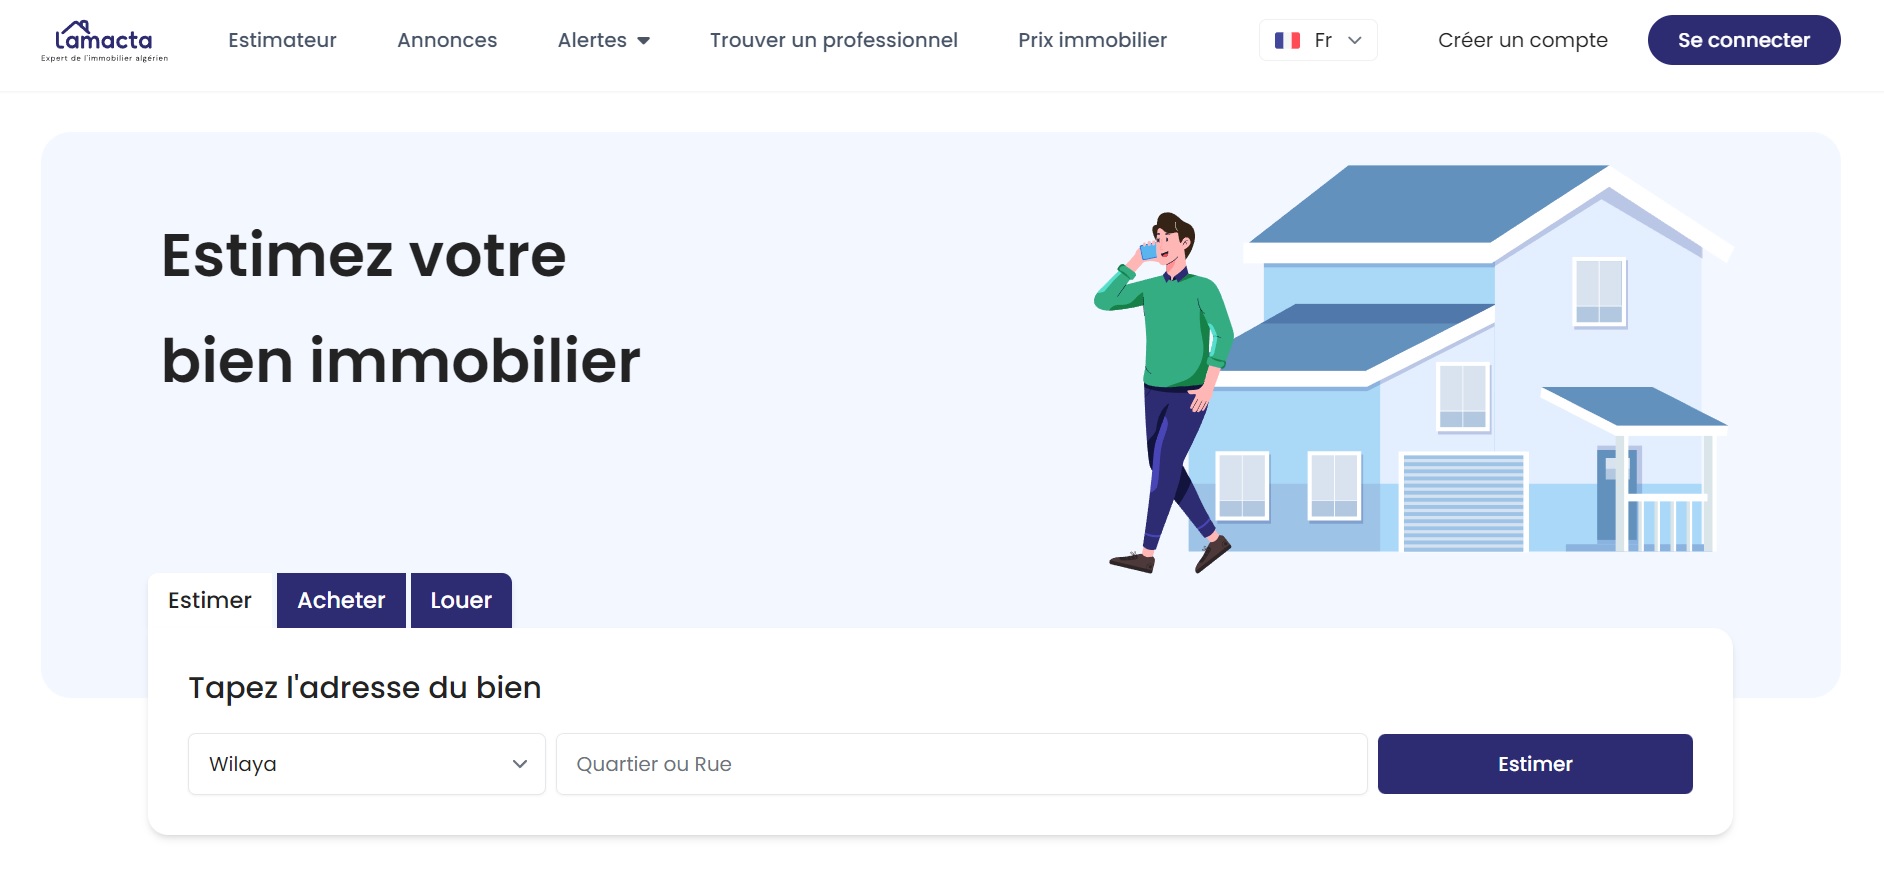 Lamacta
Expert de l'immobilier algérien
Estimateur
Annonces
Alertes
Trouver un professionnel
Prix immobilier
Fr
Créer un compte
Se connecter
Estimez votre
bien immobilier
Estimer
Acheter
Louer
Tapez l'adresse du bien
Wilaya
Quartier ou Rue
Estimer